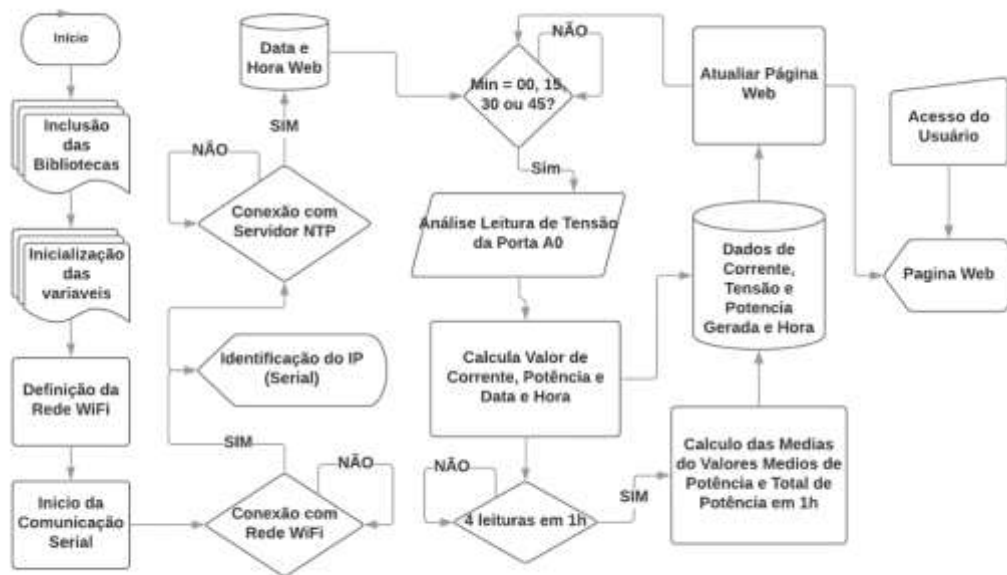 Início
Inclusão
das
Bibliotecas
Inicialização
das
variaveis
Definição da
Rede WiFi
Inicio da
Comunicação
Serial
Data e
Hora Web
SIM
NÃO
Conexão com
Servidor NTP
Identificação do IP
(Serial)
SIM
NÃO
Conexão com
Rede WiFi
NÃO
Min = 00, 15,
30 ou 45?
Sim
Análise Leitura de Tensão
da Porta A0
Calcula Valor de
Corrente, Potência e
Data e Hora
NÃO
4 leituras em 1h
SIM
Atualiar Página
Web
Dados de
Corrente,
Tensão e
Potencia
Gerada e Hora
Calculo das Medias
do Valores Medios de
Potência e Total de
Potência em 1h
Acesso do
Usuário
Pagina Web